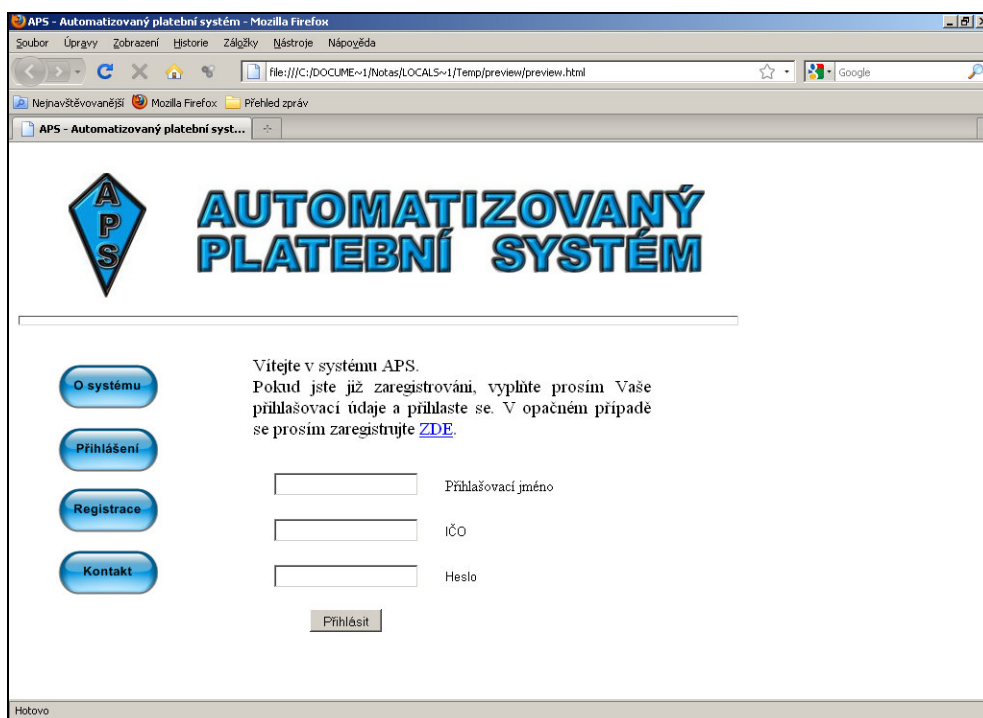 APS - Automatizovaný platební systém - Mozilla Firefox
Soubor Úpravy Zobrazení Historie Záložky Nástroje Nápověda
file:///C:/DOCUME~1/Notas/LOCALS~1/Temp/preview/preview.html
Google
Nejnavštěvovanější Mozilla Firefox Přehled zpráv
APS - Automatizovaný platební syst...
APS
AUTOMATIZOVANÝ
PLATEBNÍ SYSTÉM
O systému
Přihlášení
Registrace
Kontakt
Vítejte v systému APS.
Pokud jste již zaregistrováni, vyplňte prosím Vaše
přihlašovací údaje a přihlaste se. V opačném případě
se prosím zaregistrujte ZDE.
Přihlašovací jméno
IČO
Heslo
Přihlásit
Hotovo